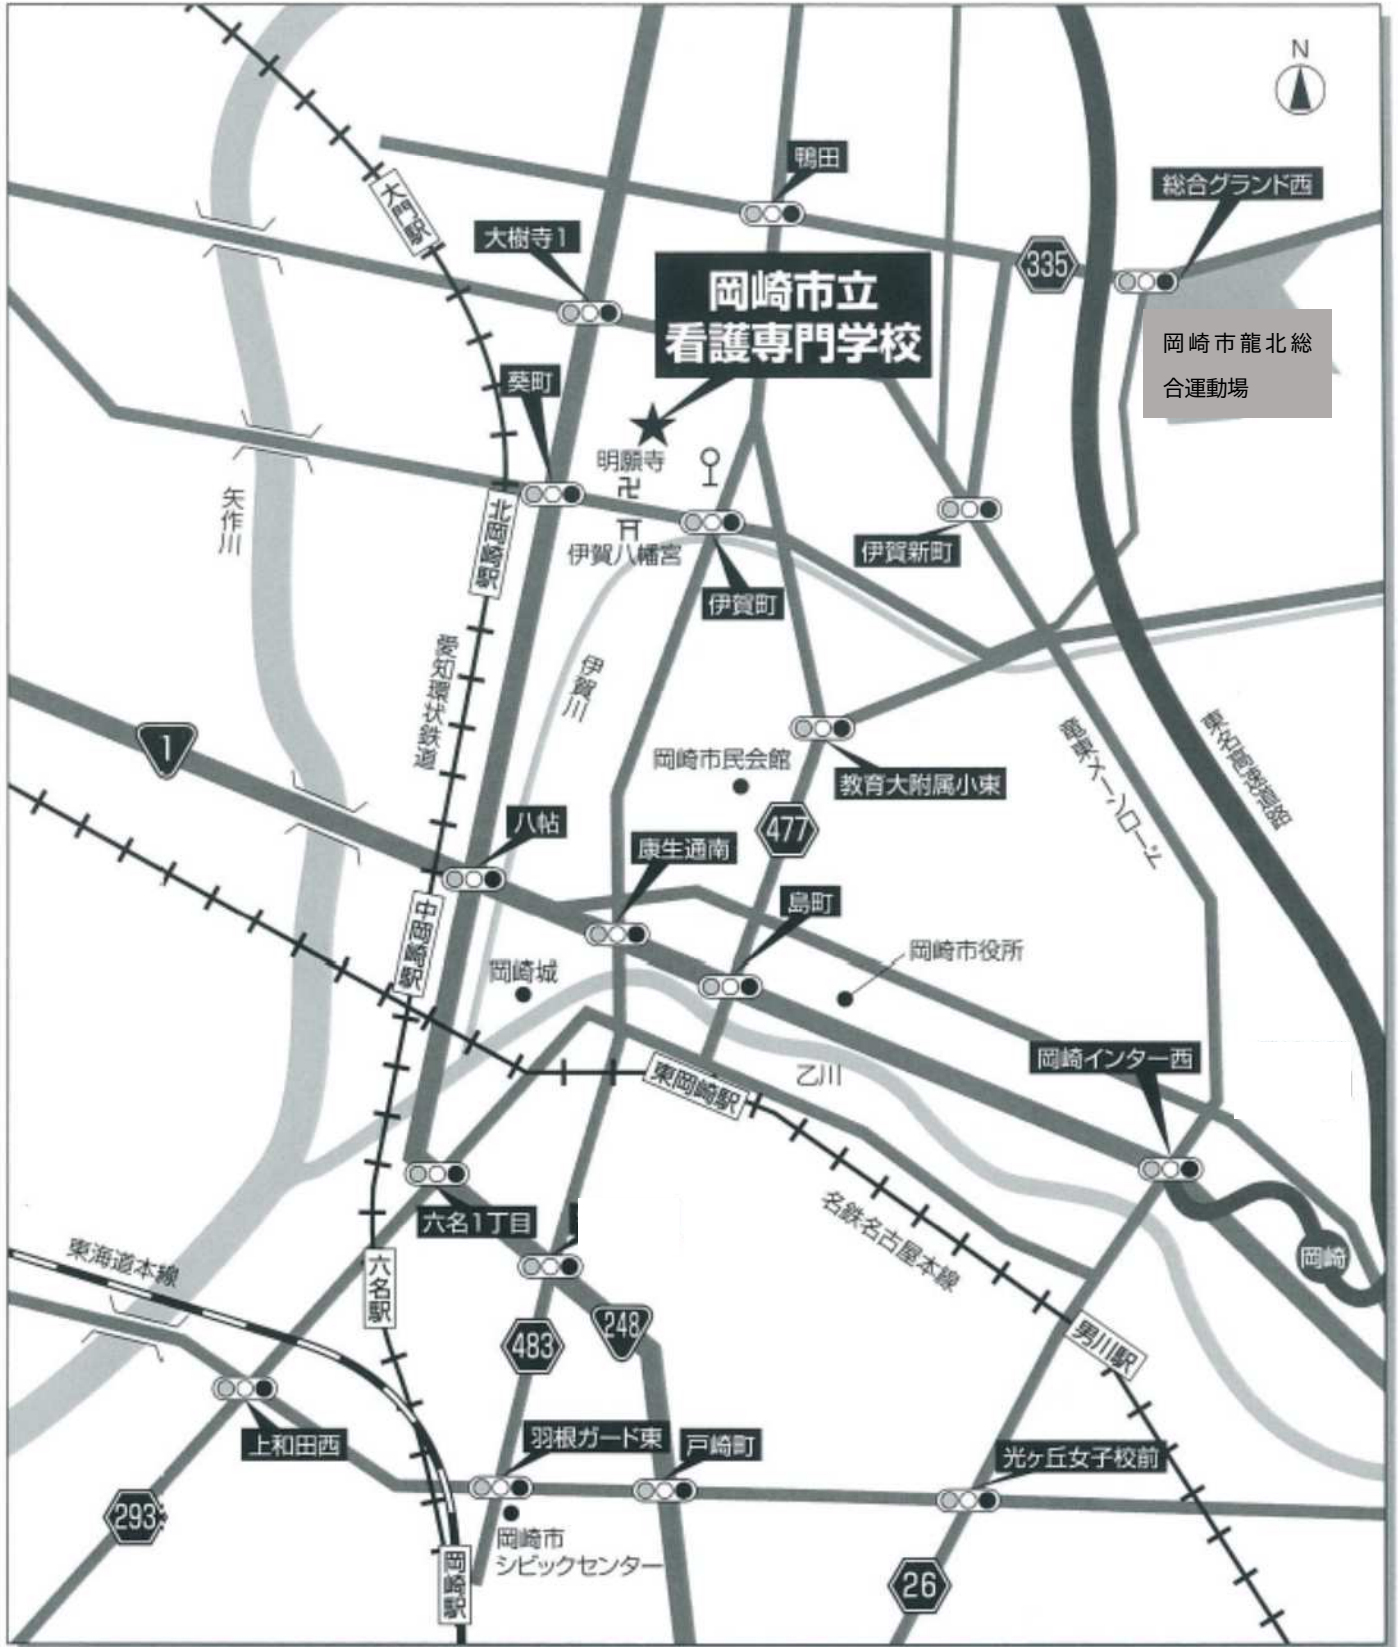 N
鴨田
総合グランド西
大門駅
大樹寺1
335
岡崎市立
看護専門学校
岡崎市龍北総
合運動場
葵町
明願寺
卍
伊賀八幡宮
矢作川
北岡崎駅
伊賀新町
伊賀町
愛知環状鉄道
伊賀川
1
岡崎市民会館
教育大附属小東
竜東メーンロード
東名高速道路
477
八帖
康生通南
島町
中岡崎駅
岡崎城
岡崎市役所
岡崎インター西
東岡崎駅
乙川
六名1丁目
名鉄名古屋本線
岡崎
東海道本線
六名駅
483
248
男川駅
上和田西
羽根ガード東
戸崎町
光ヶ丘女子校前
293
岡崎市
シビックセンター
岡崎駅
26